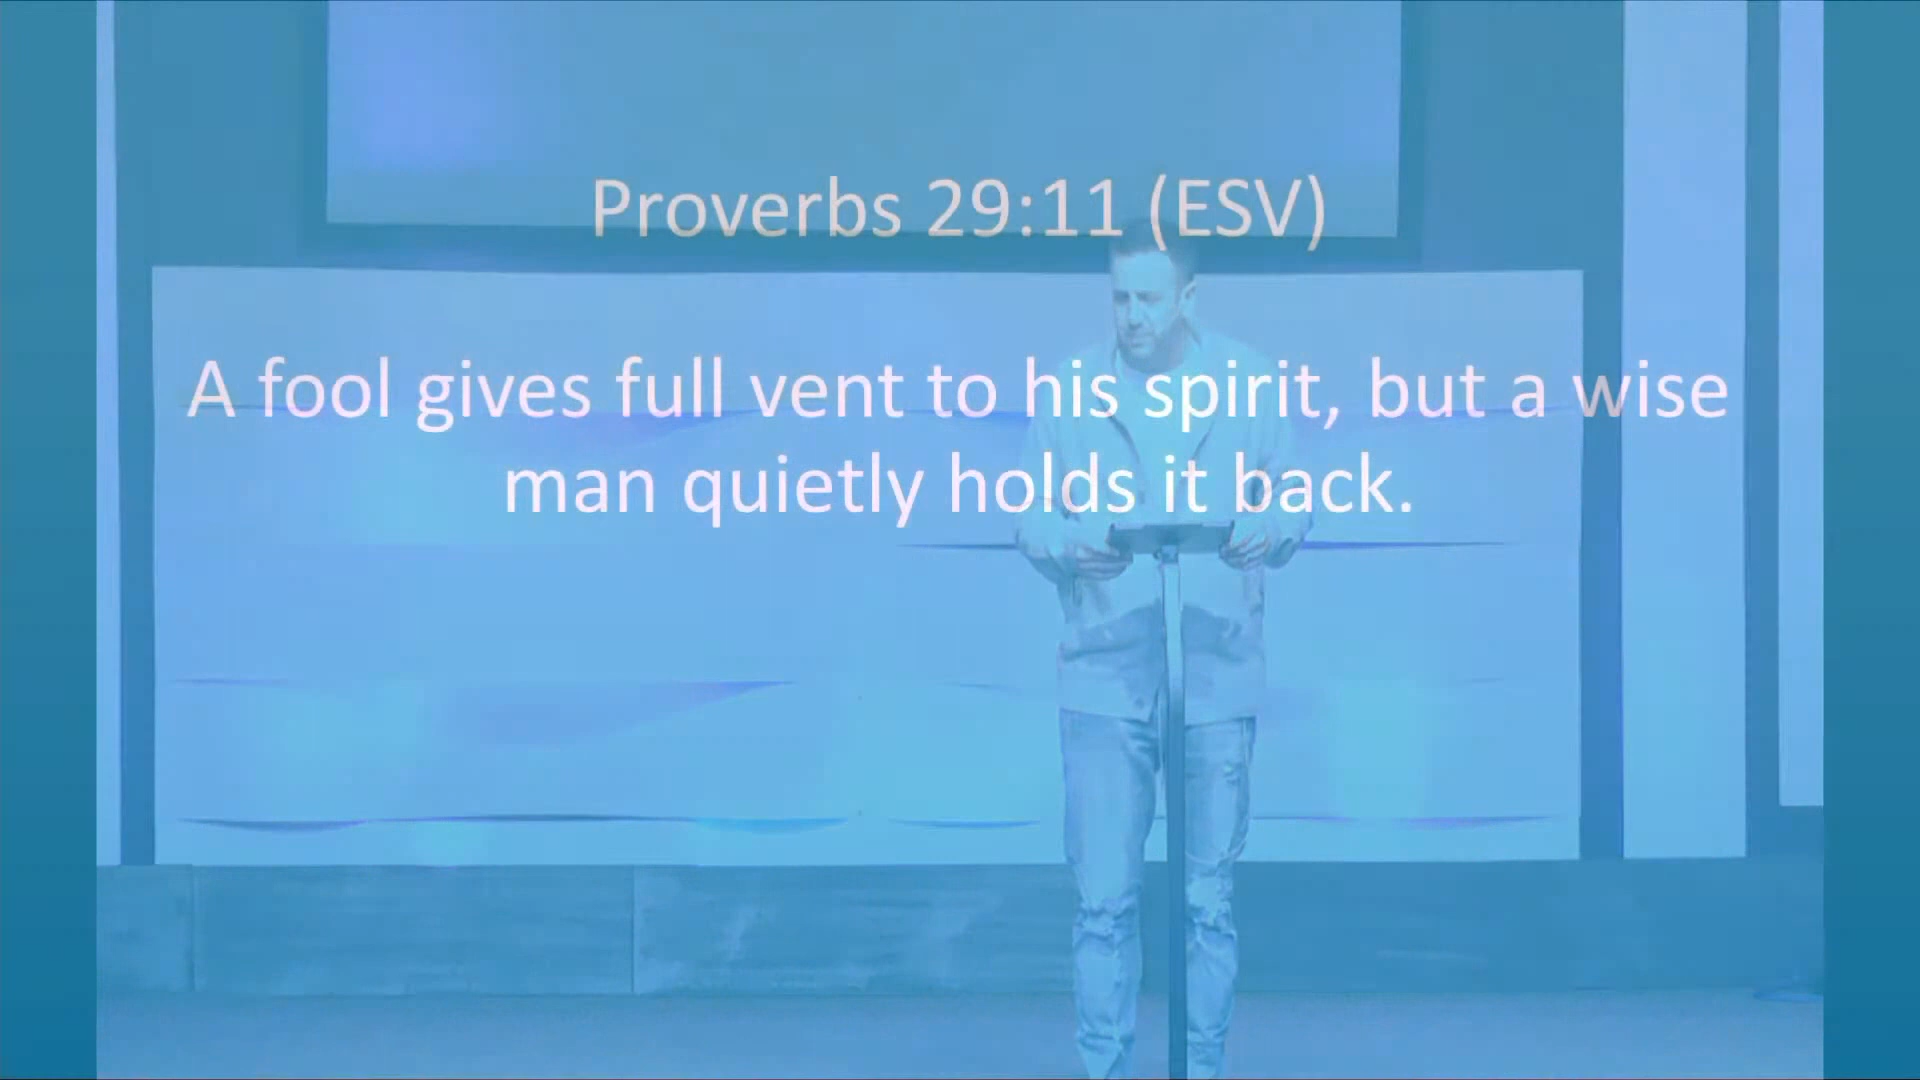 Proverbs 29:11 (ESV)
A fool gives full vent to his spirit, but a wise
man quietly holds it back.